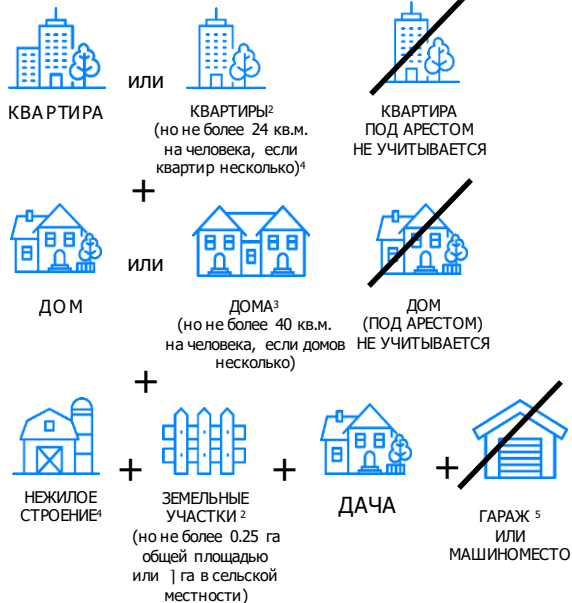 КВАРТИРА
или
КВАРТИРЫ²
(но не более 24 кв.м.
на человека, если
квартир несколько)⁴
КВАРТИРА
ПОД АРЕСТОМ
НЕ УЧИТЫВАЕТСЯ
+
ДОМ
или
ДОМА³
(но не более 40 кв.м.
на человека, если домов
несколько)
ДОМ
(ПОД АРЕСТОМ)
НЕ УЧИТЫВАЕТСЯ
+
НЕЖИЛОЕ
СТРОЕНИЕ⁴
+
ЗЕМЕЛЬНЫЕ
УЧАСТКИ ²
(но не более 0.25 га
общей площадью
или га в сельской
местности)
+
ДАЧА
+
ГАРАЖ ⁵
ИЛИ
МАШИНОМЕСТО